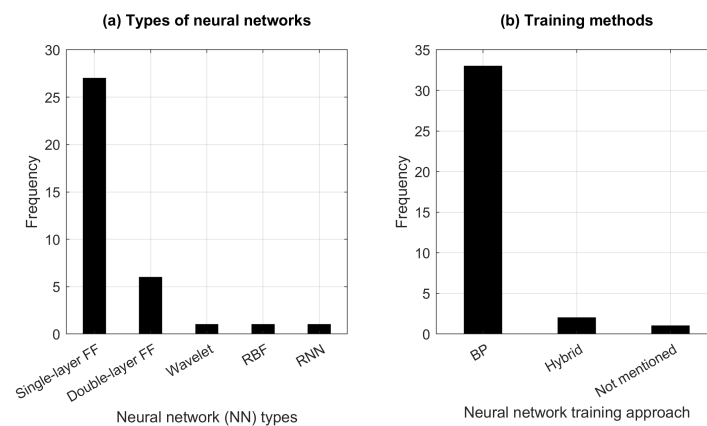 (a) Types of neural networks
30
25
20
15
10
5
0
Frequency
Single-layer FF
Double-layer FF
Wavelet
RBF
RNN
Neural network (NN) types
(b) Training methods
35
30
25
20
15
10
5
0
Frequency
BP
Hybrid
Not mentioned
Neural network training approach